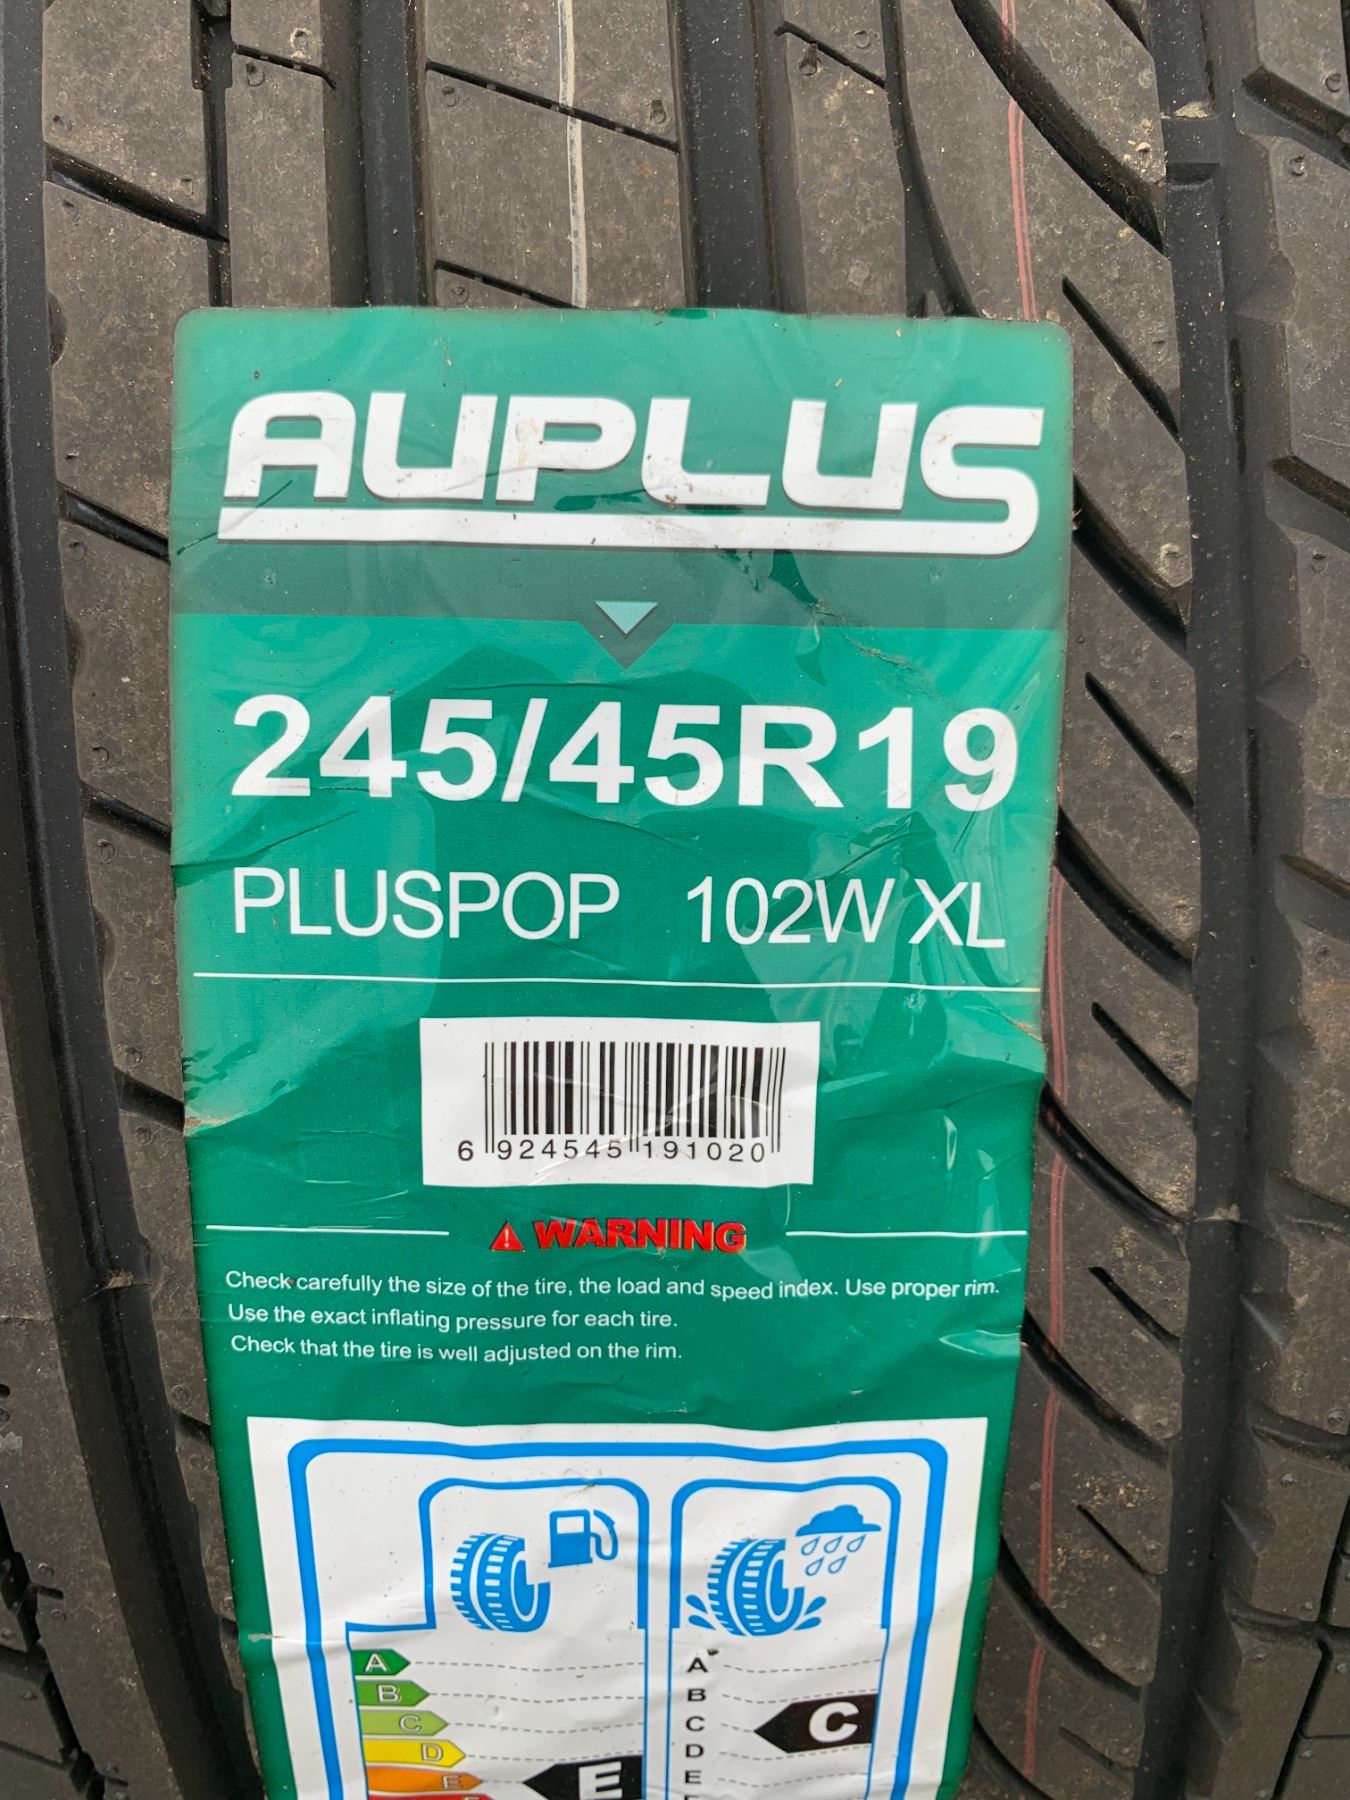 AUPLUS
245/45R19
PLUSPOP 102W XL
6 924545 191020
WARNING
Check carefully the size of the tire, the load and speed index. Use proper rim.
Use the exact inflating pressure for each tire.
Check that the tire is well adjusted on the rim.
A A
B B
C C C
D D
E E E